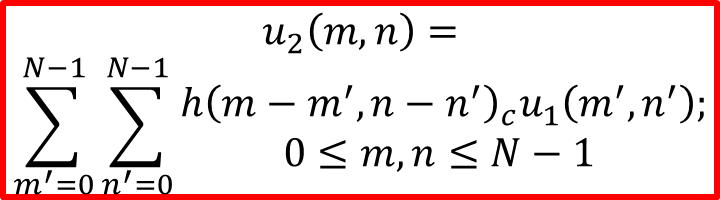 u₂(m, n) =
N−1 N−1
∑ ∑ h(m − m′, n − n′)_c u₁(m′, n′);
0 ≤ m, n ≤ N − 1
m′=0 n′=0